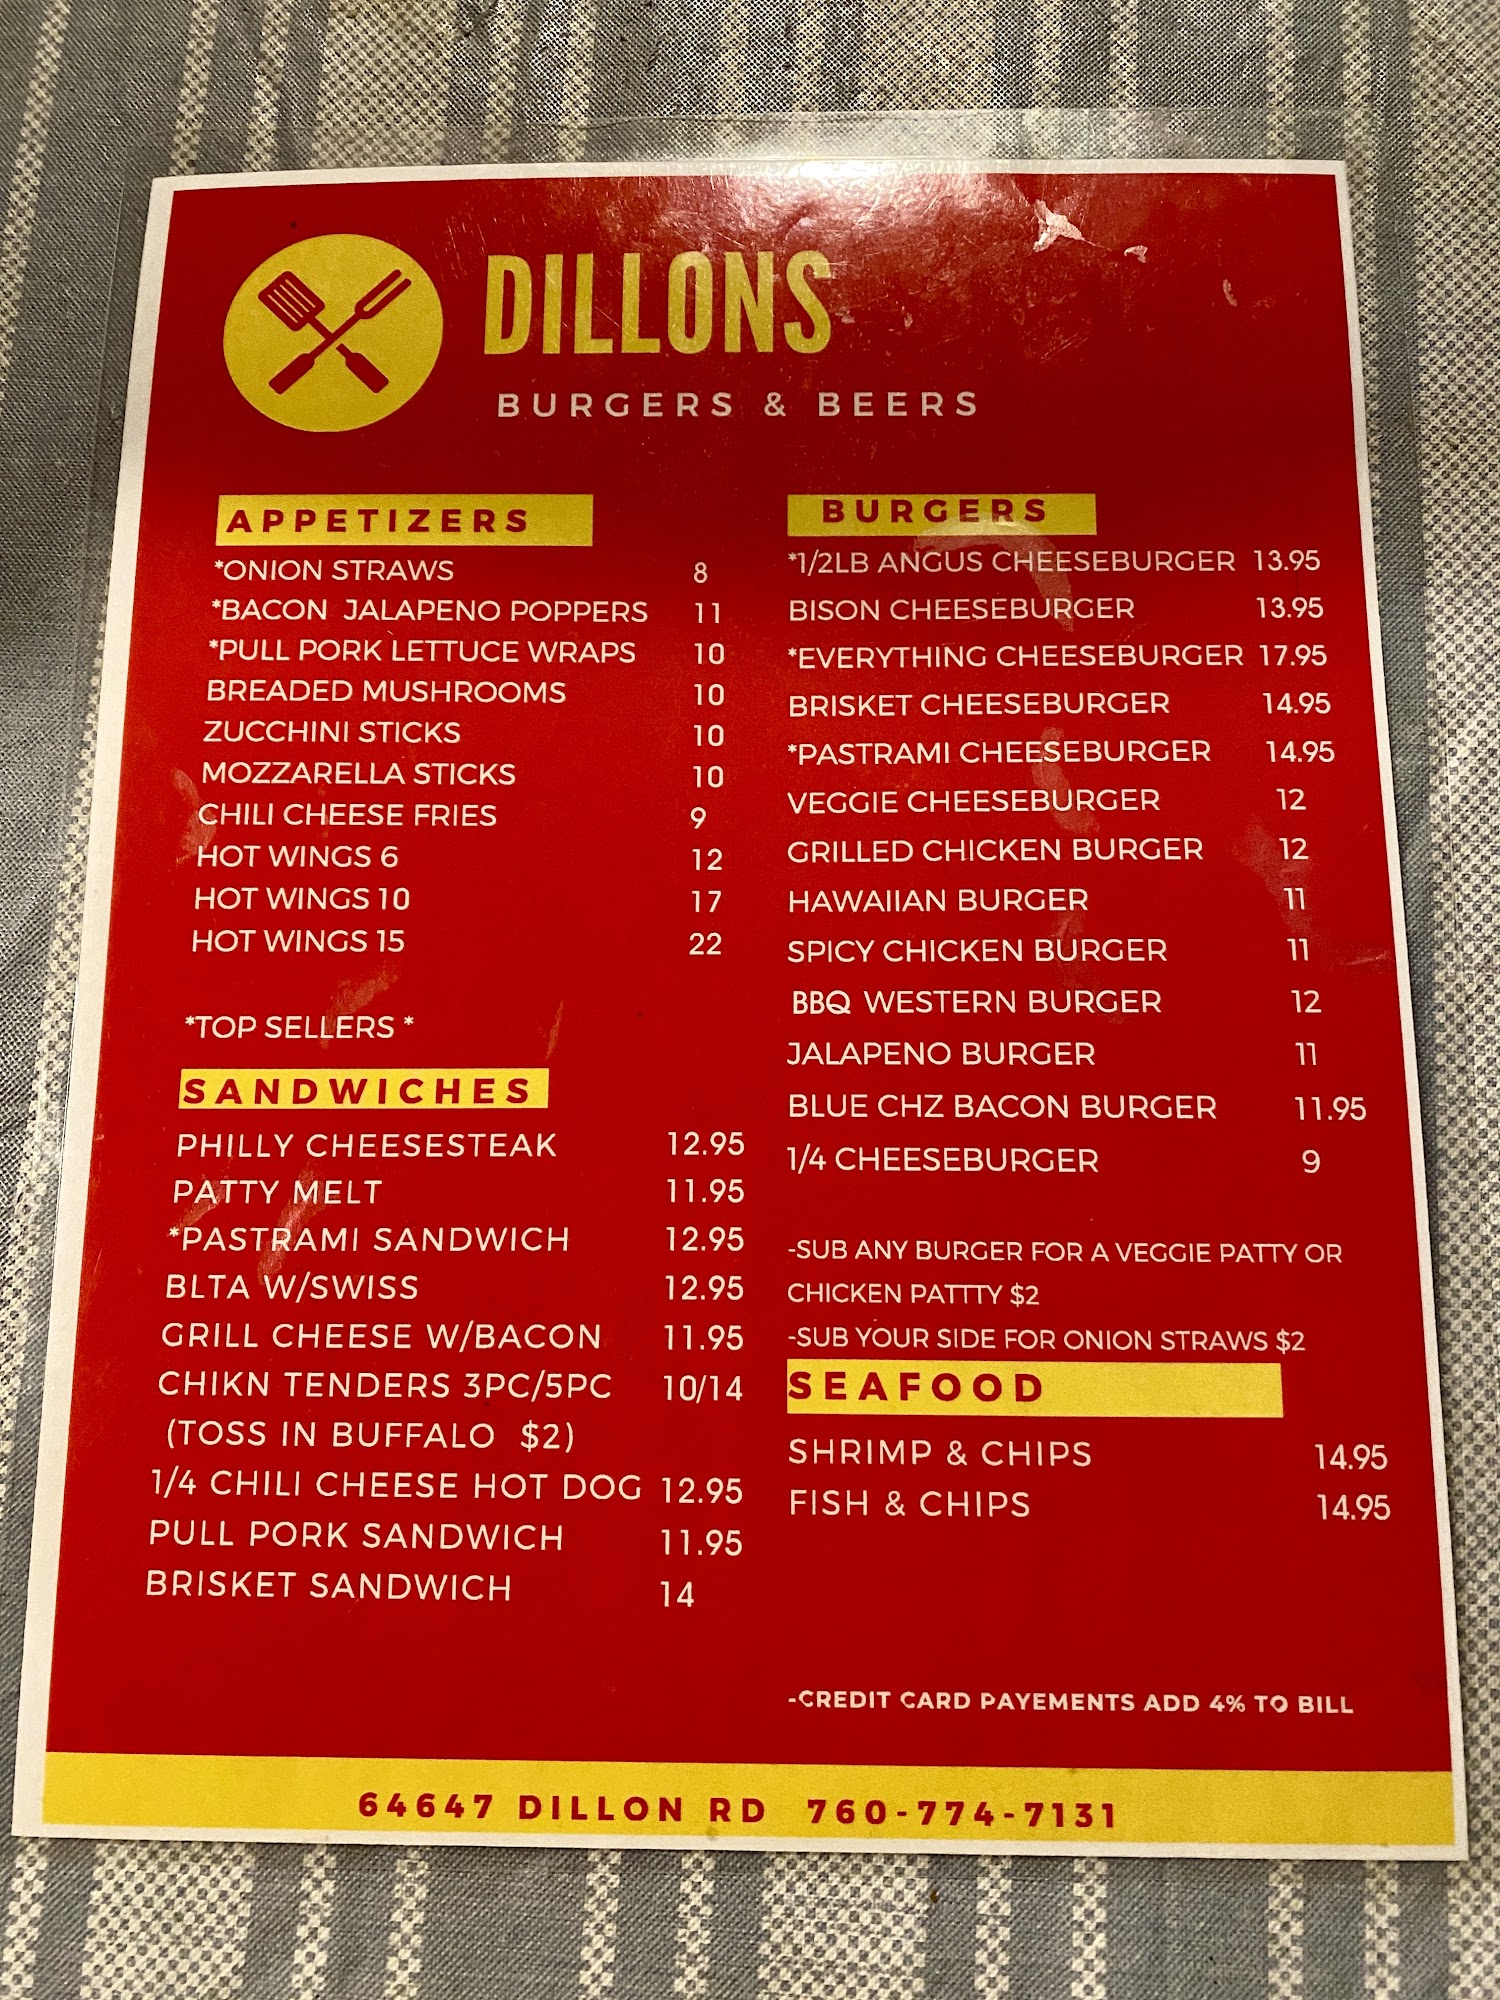 DILLONS
BURGERS & BEERS
APPETIZERS
*ONION STRAWS 8
*BACON JALAPENO POPPERS 11
*PULL PORK LETTUCE WRAPS 10
BREADED MUSHROOMS 10
ZUCCHINI STICKS 10
MOZZARELLA STICKS 10
CHILI CHEESE FRIES 9
HOT WINGS 6 12
HOT WINGS 10 17
HOT WINGS 15 22
*TOP SELLERS *
SANDWICHES
PHILLY CHEESESTEAK 12.95
PATTY MELT 11.95
*PASTRAMI SANDWICH 12.95
BLTA W/SWISS 12.95
GRILL CHEESE W/BACON 11.95
CHIKN TENDERS 3PC/5PC 10/14
(TOSS IN BUFFALO $2)
1/4 CHILI CHEESE HOT DOG 12.95
PULL PORK SANDWICH 11.95
BRISKET SANDWICH 14
BURGERS
*1/2LB ANGUS CHEESEBURGER 13.95
BISON CHEESEBURGER 13.95
*EVERYTHING CHEESEBURGER 17.95
BRISKET CHEESEBURGER 14.95
*PASTRAMI CHEESEBURGER 14.95
VEGGIE CHEESEBURGER 12
GRILLED CHICKEN BURGER 12
HAWAIIAN BURGER 11
SPICY CHICKEN BURGER 11
BBQ WESTERN BURGER 12
JALAPENO BURGER 11
BLUE CHZ BACON BURGER 11.95
1/4 CHEESEBURGER 9
-SUB ANY BURGER FOR A VEGGIE PATTY OR
CHICKEN PATTTY $2
-SUB YOUR SIDE FOR ONION STRAWS $2
SEAFOOD
SHRIMP & CHIPS 14.95
FISH & CHIPS 14.95
-CREDIT CARD PAYEMENTS ADD 4% TO BILL
64647 DILLON RD 760-774-7131